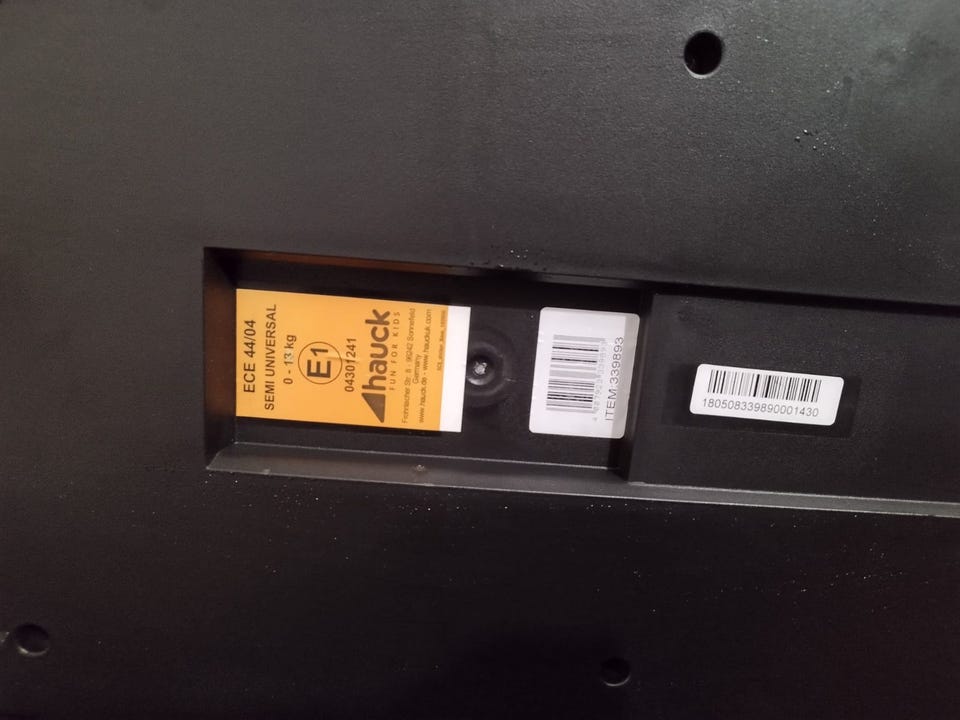 ECE 44/04
SEMI UNIVERSAL
0 - 13 kg
E1
04301241
hauck
FUN FOR KIDS
Frohnlacher Str. 8 · 96242 Sonnefeld
Germany
www.hauck.de - www.hauckuk.com
ITEM:339893
180508339890001430